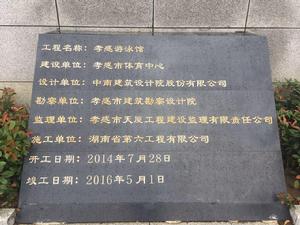 工程名称：孝感游泳馆
建设单位：孝感市体育中心
设计单位：中南建筑设计院股份有限公司
勘察单位：孝感市建筑勘察设计院
监理单位：孝感市天厦工程建设监理有限责任公司
施工单位：湖南省第六工程有限公司
开工日期：2014年7月28日
竣工日期：2016年5月1日